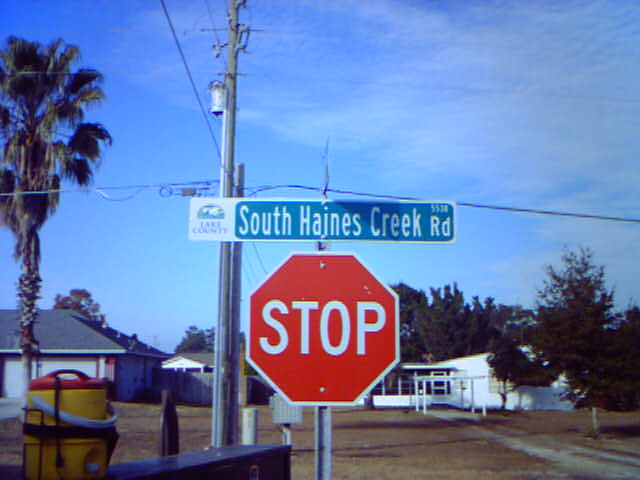 LAKE
COUNTY
South Haines Creek Rd
5538
STOP